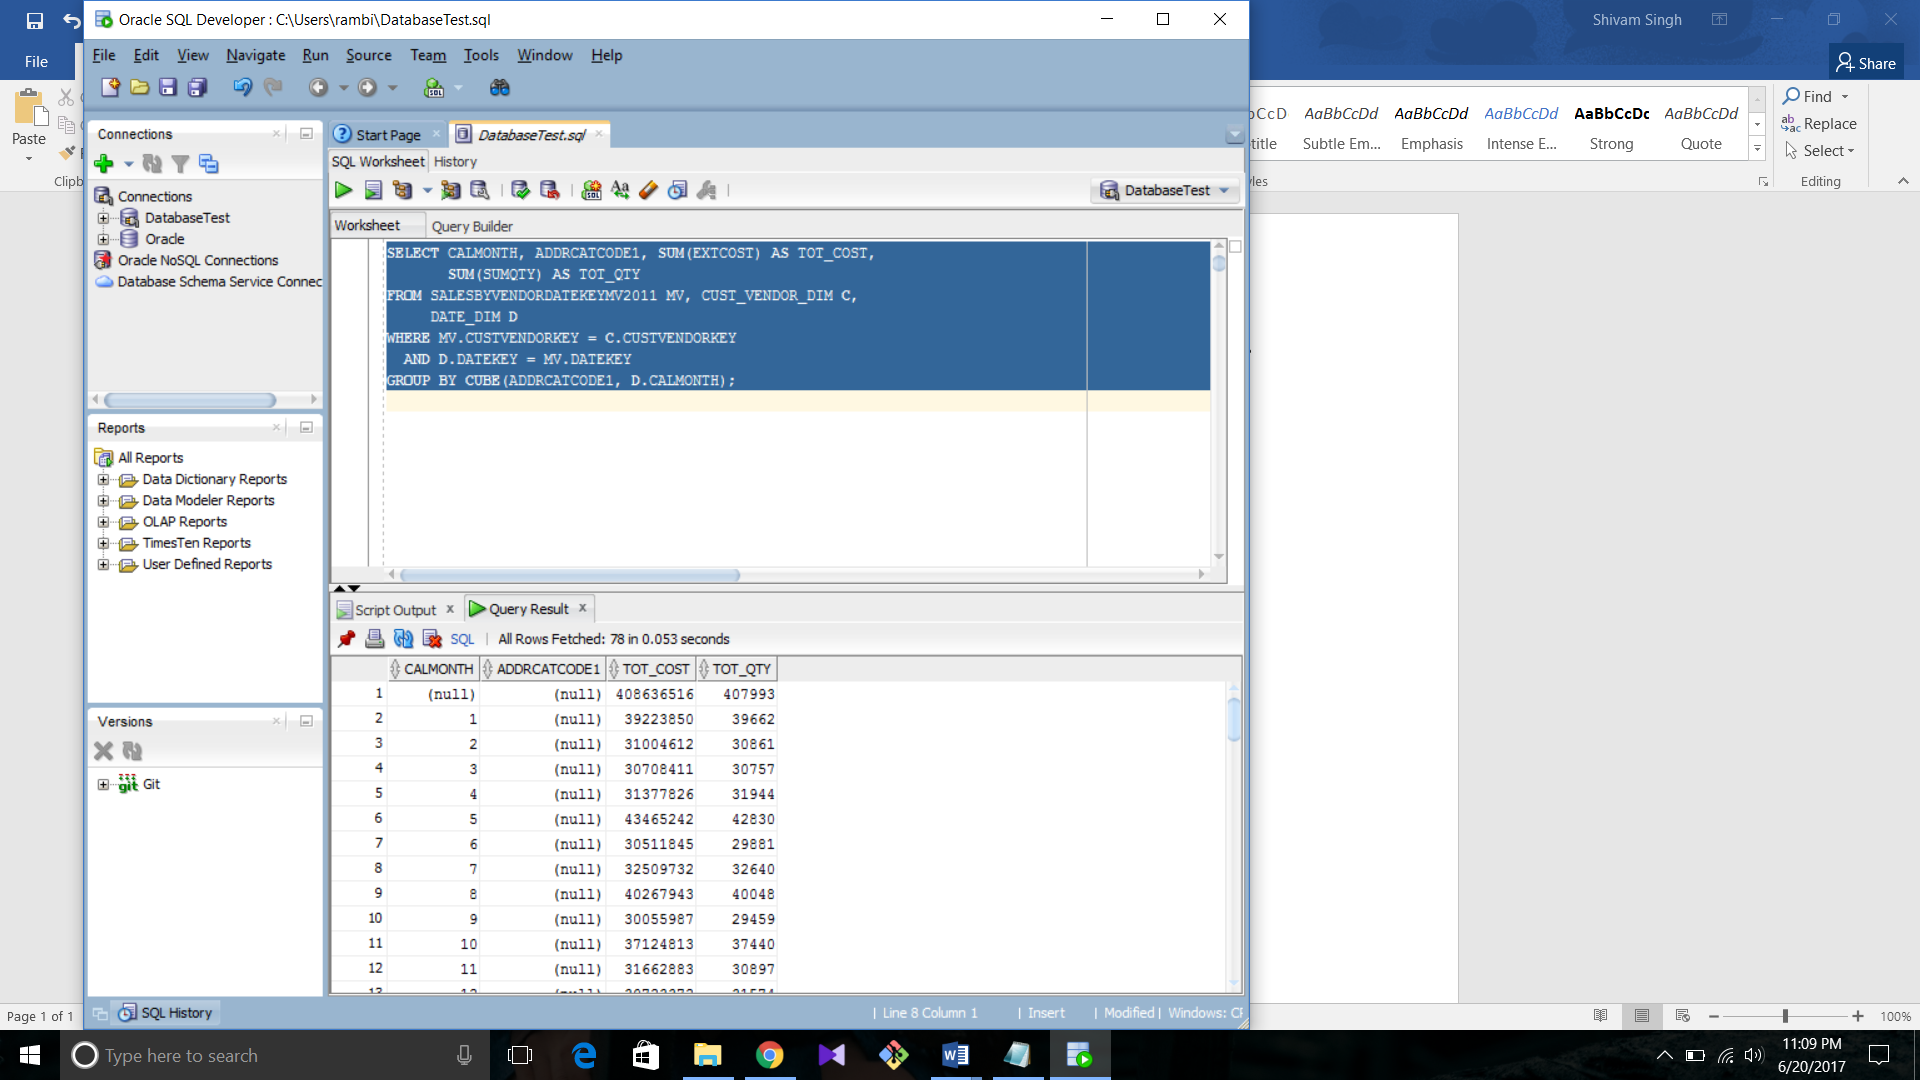 Oracle SQL Developer : C:\Users\rambi\DatabaseTest.sql
Shivam Singh
File
Share
File Edit View Navigate Run Source Team Tools Window Help
Paste
Clipb
AaBbCcDd AaBbCcDd AaBbCcDd AaBbCcDc AaBbCcDd
Subtle Em... Emphasis Intense E... Strong Quote
Find
Replace
Select
Editing
Connections
Connections
DatabaseTest
Oracle
Oracle NoSQL Connections
Database Schema Service Connec
Reports
All Reports
Data Dictionary Reports
Data Modeler Reports
OLAP Reports
TimesTen Reports
User Defined Reports
Versions
Git
Start Page DatabaseTest.sql
SQL Worksheet History
DatabaseTest
Worksheet Query Builder
SELECT CALMONTH, ADDRCATCODE1, SUM(EXTCOST) AS TOT_COST,
SUM(SUMQTY) AS TOT_QTY
FROM SALESBYVENDORDATEKEYMV2011 MV, CUST_VENDOR_DIM C,
DATE_DIM D
WHERE MV.CUSTVENDORKEY = C.CUSTVENDORKEY
AND D.DATEKEY = MV.DATEKEY
GROUP BY CUBE(ADDRCATCODE1, D.CALMONTH);
Script Output Query Result
SQL All Rows Fetched: 78 in 0.053 seconds
CALMONTH ADDRCATCODE1 TOT_COST TOT_QTY
1 (null) (null) 408636516 407993
2 1 (null) 39223850 39662
3 2 (null) 31004612 30861
4 3 (null) 30708411 30757
5 4 (null) 31377826 31944
6 5 (null) 43465242 42830
7 6 (null) 30511845 29881
8 7 (null) 32509732 32640
9 8 (null) 40267943 40048
10 9 (null) 30055987 29459
11 10 (null) 37124813 37440
12 11 (null) 31662883 30897
SQL History
Line 8 Column 1 Insert Modified Windows: CF
Page 1 of 1
100%
Type here to search
11:09 PM
6/20/2017